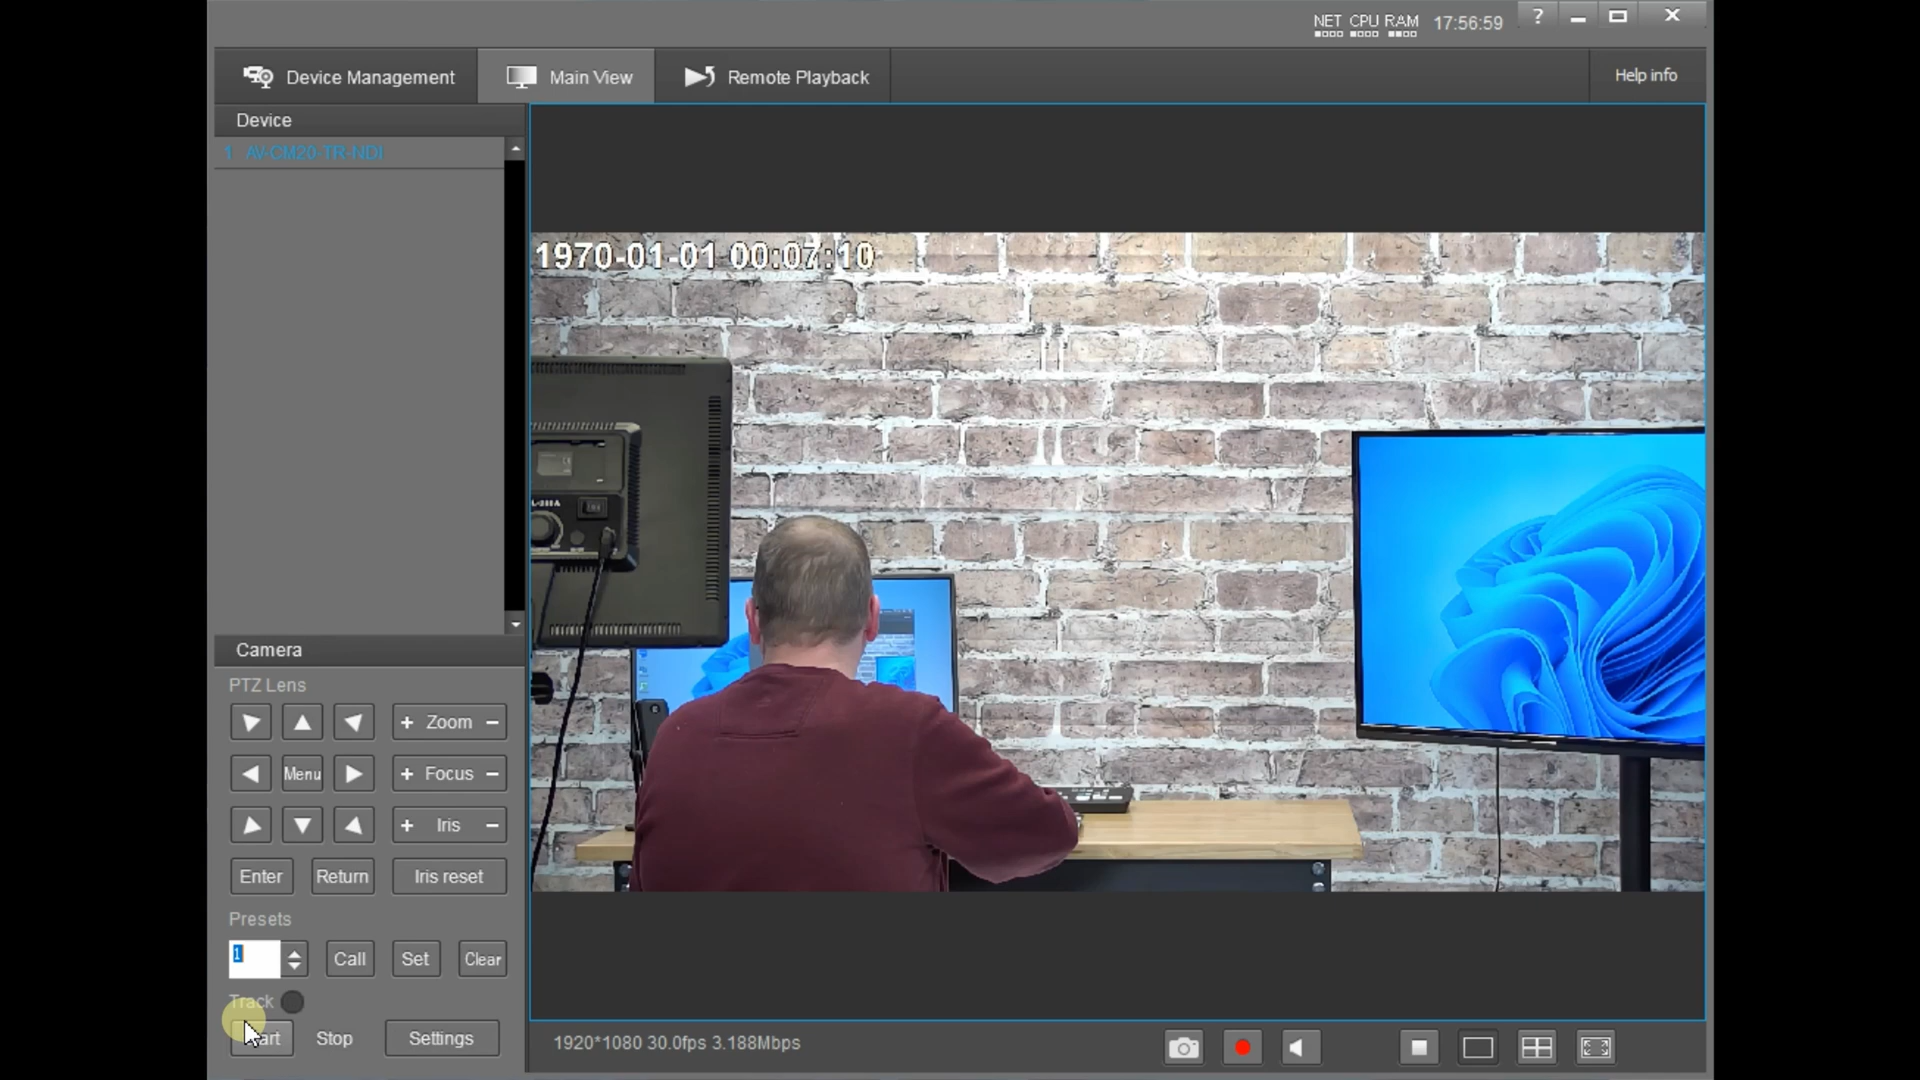 NET CPU RAM 17:56:59 ?
Device Management Main View Remote Playback Help info
Device
1 AV-CM20-TR-NDI
1970-01-01 00:07:10
Camera
PTZ Lens
+ Zoom −
Menu + Focus −
+ Iris −
Enter Return Iris reset
Presets
1 Call Set Clear
Track
Stop Settings
1920*1080 30.0fps 3.188Mbps